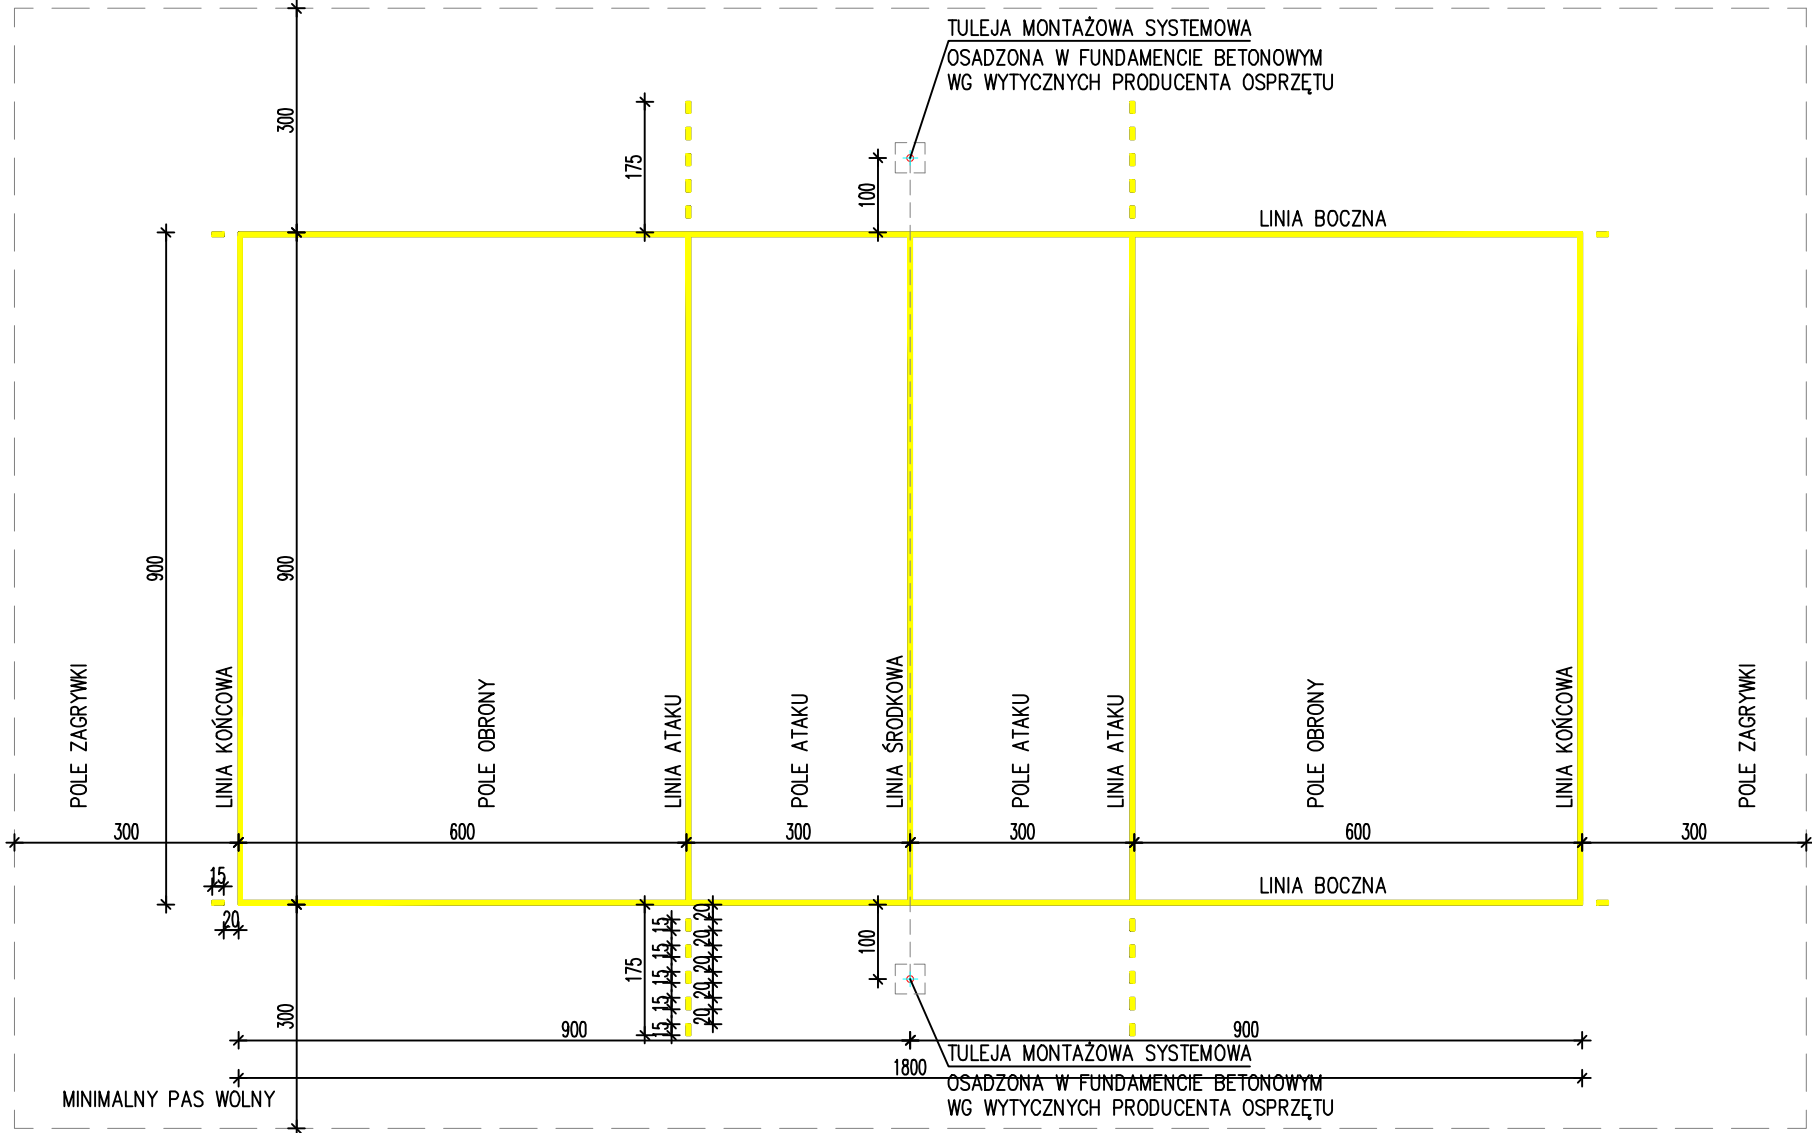 TULEJA MONTAŻOWA SYSTEMOWA
OSADZONA W FUNDAMENCIE BETONOWYM
WG WYTYCZNYCH PRODUCENTA OSPRZĘTU
300
175
100
LINIA BOCZNA
900
900
POLE ZAGRYWKI
LINIA KOŃCOWA
POLE OBRONY
LINIA ATAKU
POLE ATAKU
LINIA ŚRODKOWA
POLE ATAKU
LINIA ATAKU
POLE OBRONY
LINIA KOŃCOWA
POLE ZAGRYWKI
300
600
300
300
600
300
15
LINIA BOCZNA
20
175
15
15
15
15
15
20
20
20
20
20
100
300
900
900
1800
TULEJA MONTAŻOWA SYSTEMOWA
OSADZONA W FUNDAMENCIE BETONOWYM
WG WYTYCZNYCH PRODUCENTA OSPRZĘTU
MINIMALNY PAS WOLNY